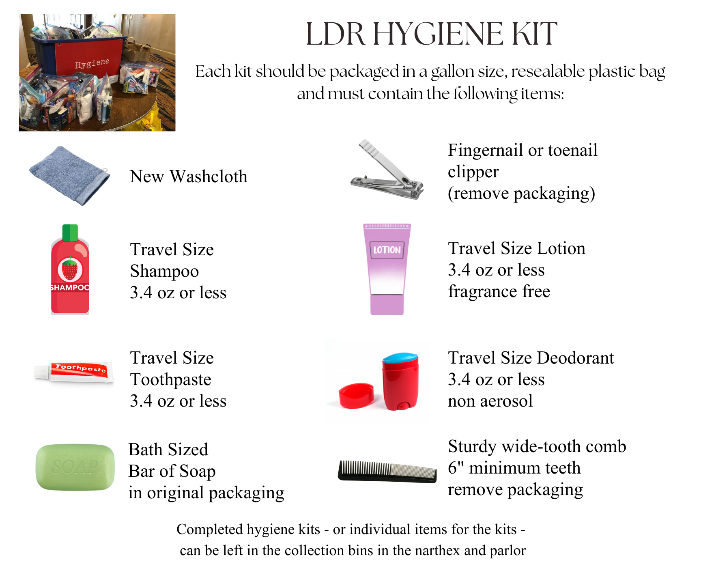 LDR HYGIENE KIT
Each kit should be packaged in a gallon size, resealable plastic bag
and must contain the following items:
Hygiene
New Washcloth
Fingernail or toenail
clipper
(remove packaging)
SHAMPOO
Travel Size
Shampoo
3.4 oz or less
LOTION
Travel Size Lotion
3.4 oz or less
fragrance free
Toothpaste
Travel Size
Toothpaste
3.4 oz or less
Travel Size Deodorant
3.4 oz or less
non aerosol
SOAP
Bath Sized
Bar of Soap
in original packaging
Sturdy wide-tooth comb
6" minimum teeth
remove packaging
Completed hygiene kits - or individual items for the kits -
can be left in the collection bins in the narthex and parlor